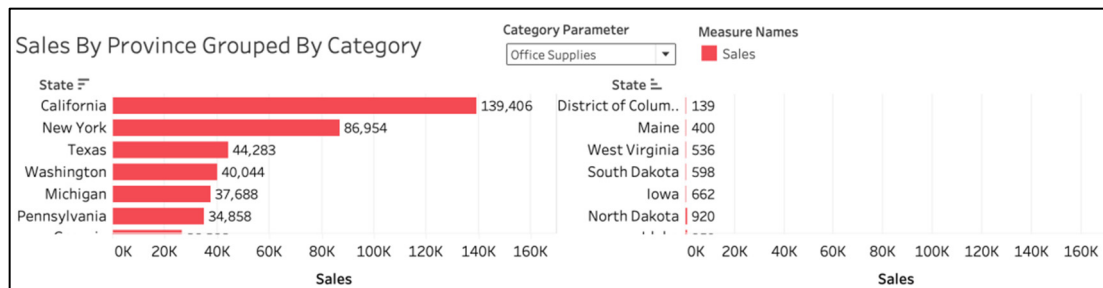 Sales By Province Grouped By Category
Category Parameter
Office Supplies
Measure Names
Sales
State
California 139,406
New York 86,954
Texas 44,283
Washington 40,044
Michigan 37,688
Pennsylvania 34,858
0K 20K 40K 60K 80K 100K 120K 140K 160K
Sales
State
District of Colum.. 139
Maine 400
West Virginia 536
South Dakota 598
Iowa 662
North Dakota 920
0K 20K 40K 60K 80K 100K 120K 140K 160K
Sales